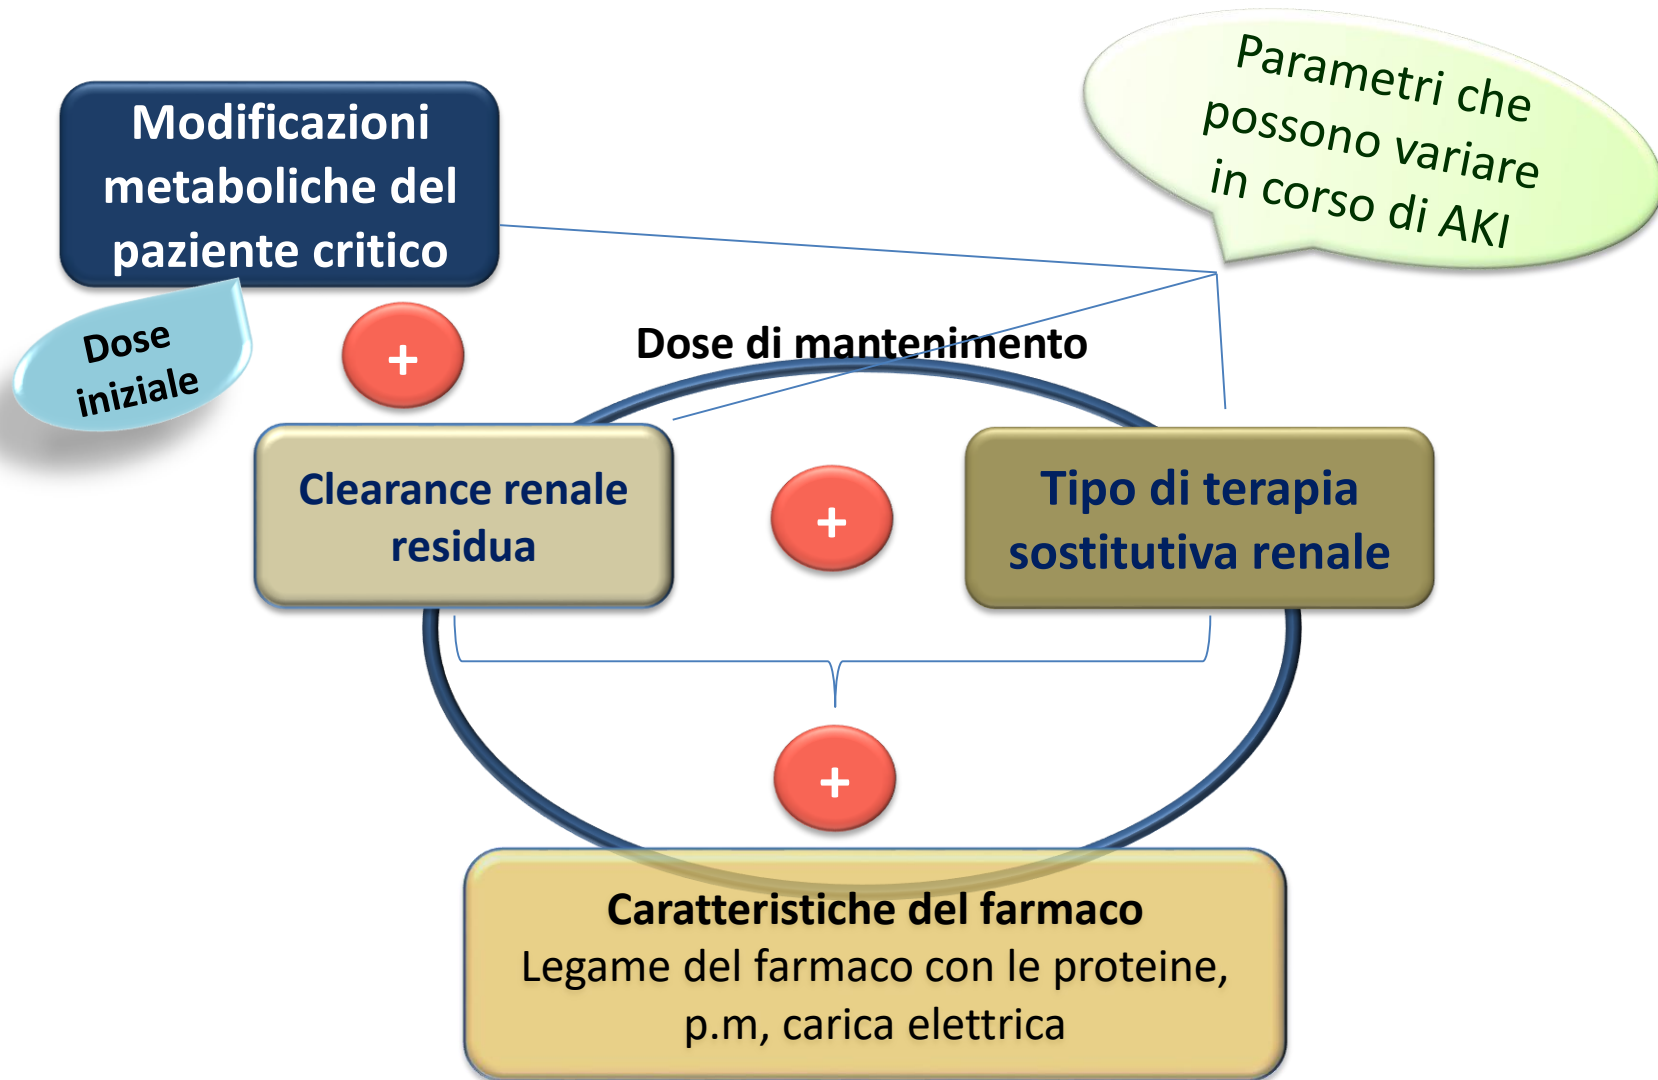 Parametri che
possono variare
in corso di AKI
Modificazioni
metaboliche del
paziente critico
Dose
iniziale
+
Dose di mantenimento
Clearance renale
residua
+
Tipo di terapia
sostitutiva renale
+
Caratteristiche del farmaco
Legame del farmaco con le proteine,
p.m, carica elettrica